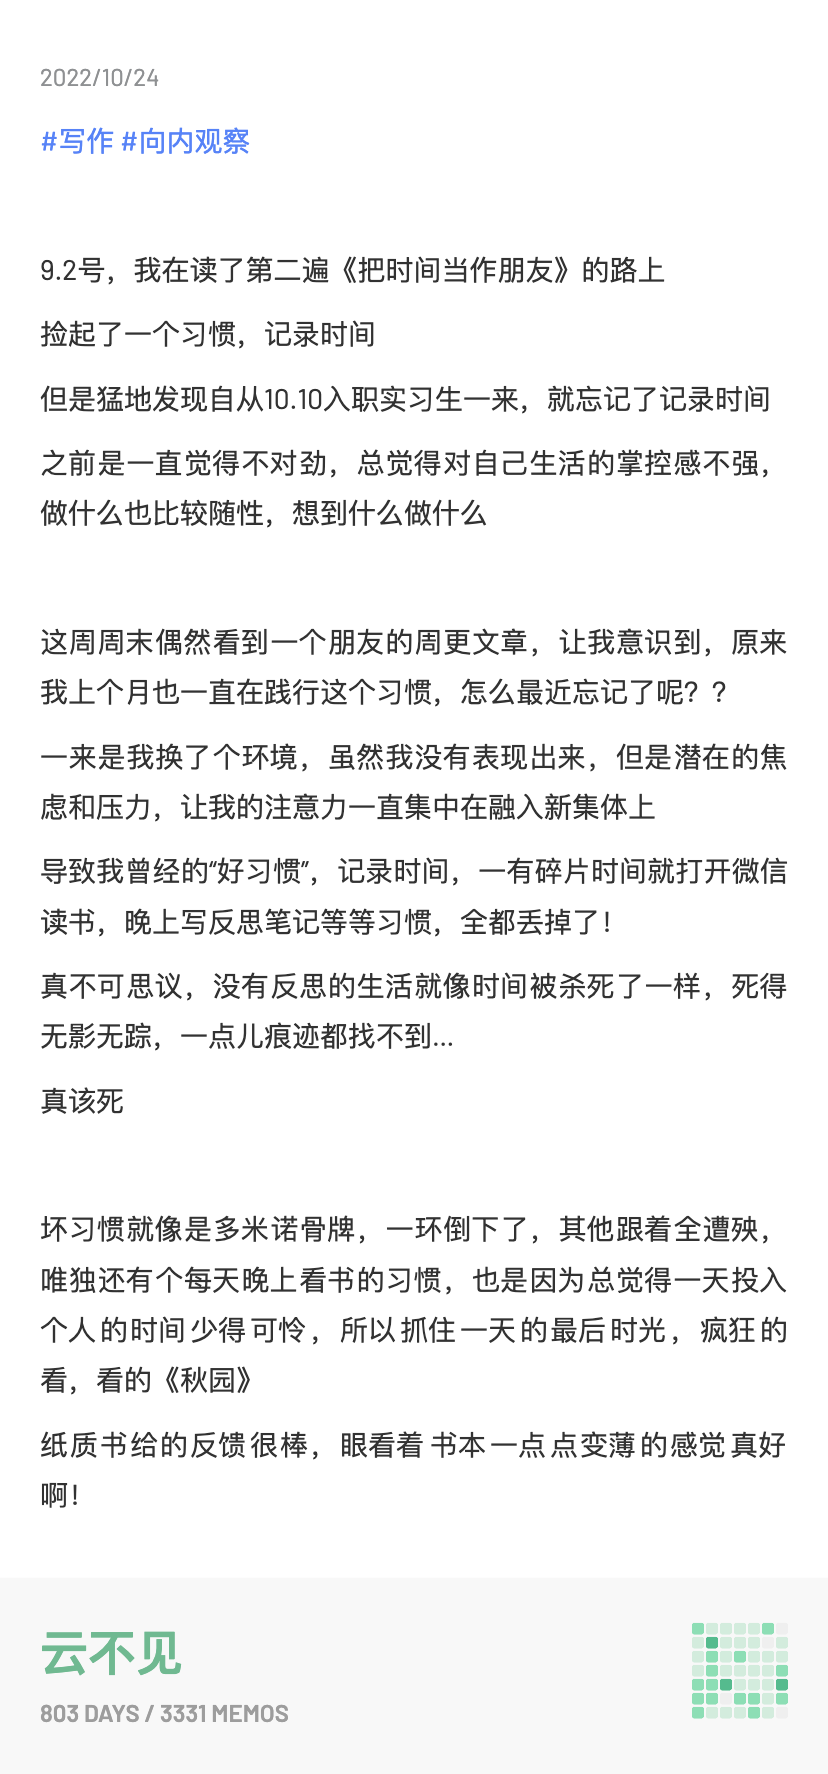 2022/10/24
#写作 #向内观察
9.2号，我在读了第二遍《把时间当作朋友》的路上
捡起了一个习惯，记录时间
但是猛地发现自从10.10入职实习生一来，就忘记了记录时间
之前是一直觉得不对劲，总觉得对自己生活的掌控感不强，
做什么也比较随性，想到什么做什么
这周周末偶然看到一个朋友的周更文章，让我意识到，原来
我上个月也一直在践行这个习惯，怎么最近忘记了呢？？
一来是我换了个环境，虽然我没有表现出来，但是潜在的焦
虑和压力，让我的注意力一直集中在融入新集体上
导致我曾经的“好习惯”，记录时间，一有碎片时间就打开微信
读书，晚上写反思笔记等等习惯，全都丢掉了！
真不可思议，没有反思的生活就像时间被杀死了一样，死得
无影无踪，一点儿痕迹都找不到...
真该死
坏习惯就像是多米诺骨牌，一环倒下了，其他跟着全遭殃，
唯独还有个每天晚上看书的习惯，也是因为总觉得一天投入
个人的时间少得可怜，所以抓住一天的最后时光，疯狂的
看，看的《秋园》
纸质书给的反馈很棒，眼看着书本一点点变薄的感觉真好
啊！
云不见
803 DAYS / 3331 MEMOS